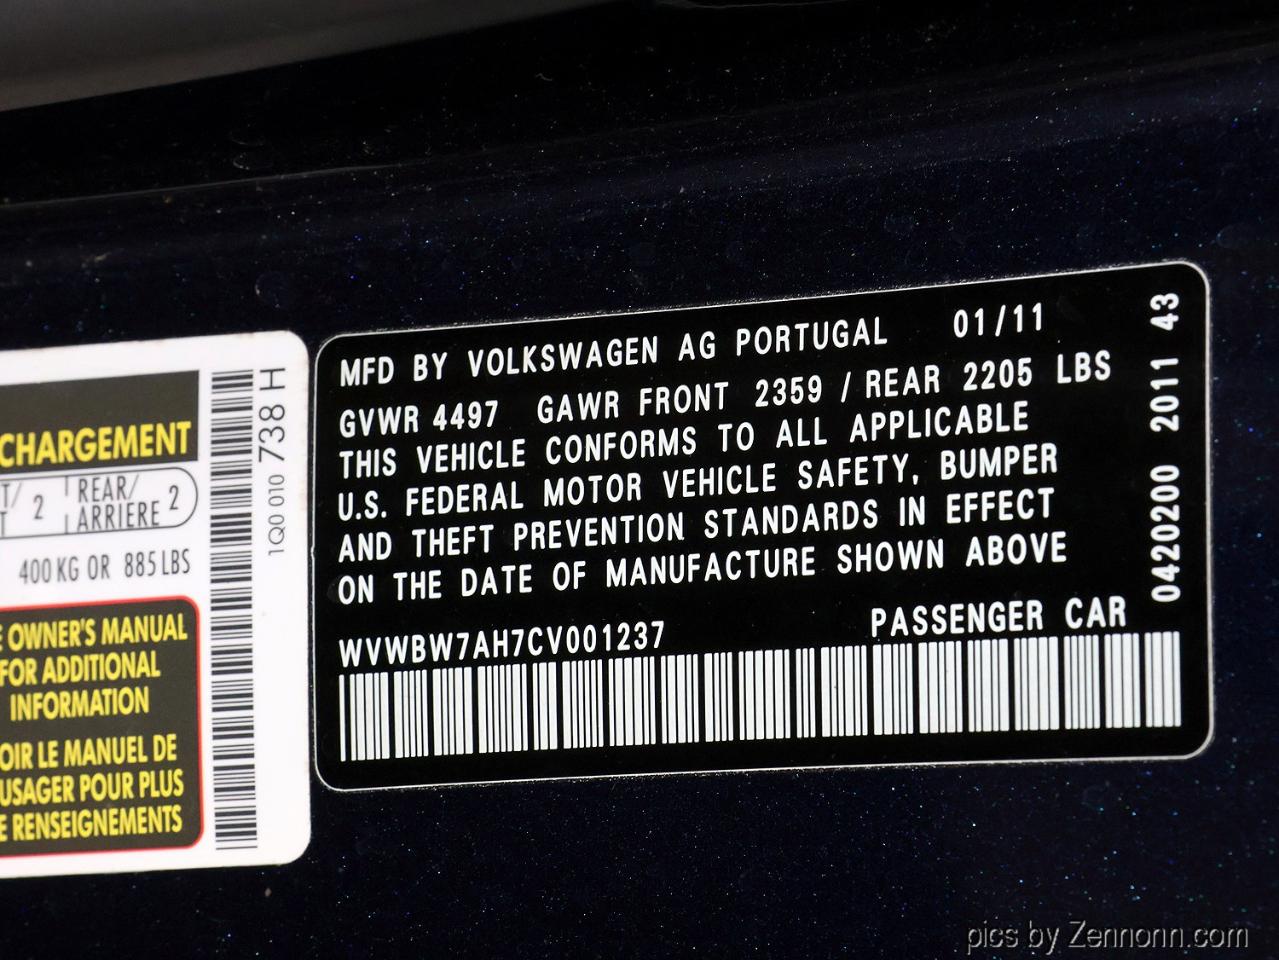 CHARGEMENT
2
REAR/
ARRIERE 2
400 KG OR 885 LBS
OWNER'S MANUAL
FOR ADDITIONAL
INFORMATION
LE MANUEL DE
POUR PLUS
RENSEIGNEMENTS
1Q0 010 738 H
MFD BY VOLKSWAGEN AG PORTUGAL 01/11
GVWR 4497 GAWR FRONT 2359 / REAR 2205 LBS
THIS VEHICLE CONFORMS TO ALL APPLICABLE
U.S. FEDERAL MOTOR VEHICLE SAFETY, BUMPER
AND THEFT PREVENTION STANDARDS IN EFFECT
ON THE DATE OF MANUFACTURE SHOWN ABOVE
WVWBW7AH7CV001237 PASSENGER CAR
0420200 2011 43
pics by Zennonn.com